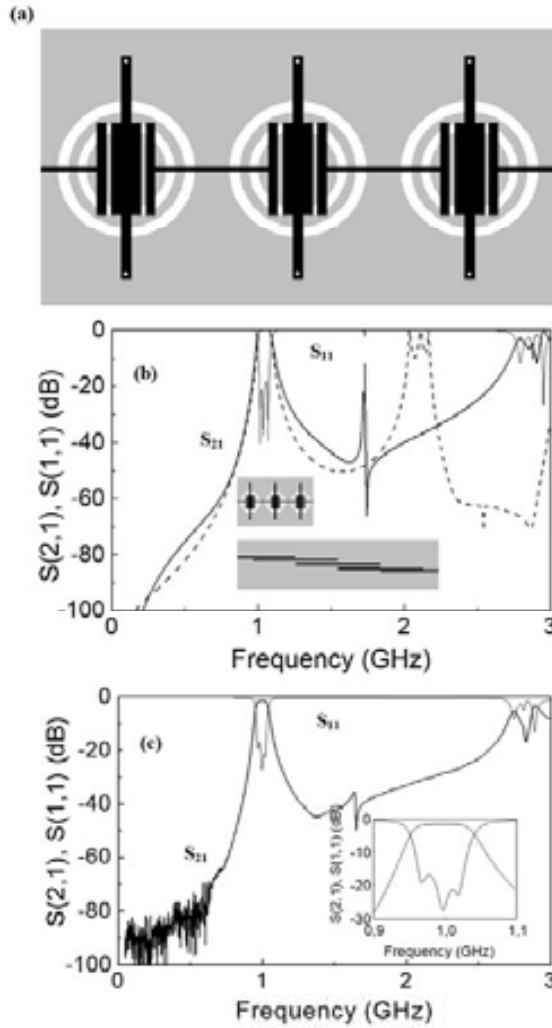 (a)
S(2,1), S(1,1) (dB)
0
-20
-40
-60
-80
-100
(b)
S₁₁
S₂₁
0
1
2
3
Frequency (GHz)
S(2,1), S(1,1) (dB)
0
-20
-40
-60
-80
-100
(c)
S₁₁
S₂₁
S(2,1), S(1,1) (dB)
0
-10
-20
-30
0,9
1,0
1,1
Frequency (GHz)
0
1
2
3
Frequency (GHz)